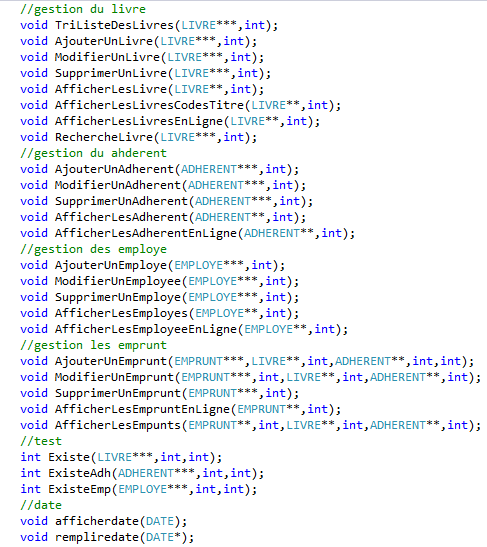 //gestion du livre
void TriListeDesLivres(LIVRE***,int);
void AjouterUnLivre(LIVRE***,int);
void ModifierUnLivre(LIVRE***,int);
void SupprimerUnLivre(LIVRE***,int);
void AfficherLesLivre(LIVRE**,int);
void AfficherLesLivresCodesTitre(LIVRE**,int);
void AfficherLesLivresEnLigne(LIVRE**,int);
void RechercheLivre(LIVRE***,int);
//gestion du ahderent
void AjouterUnAdherent(ADHERENT***,int);
void ModifierUnAdherent(ADHERENT***,int);
void SupprimerUnAdherent(ADHERENT***,int);
void AfficherLesAdherent(ADHERENT**,int);
void AfficherLesAdherentEnLigne(ADHERENT**,int);
//gestion des employe
void AjouterUnEmploye(EMPLOYE***,int);
void ModifierUnEmployee(EMPLOYE***,int);
void SupprimerUnEmploye(EMPLOYE***,int);
void AfficherLesEmployes(EMPLOYE**,int);
void AfficherLesEmployeeEnLigne(EMPLOYE**,int);
//gestion les emprunt
void AjouterUnEmprunt(EMPRUNT***,LIVRE**,int,ADHERENT**,int,int);
void ModifierUnEmprunt(EMPRUNT***,int,LIVRE**,int,ADHERENT**,int);
void SupprimerUnEmprunt(EMPRUNT***,int);
void AfficherLesEmpruntEnLigne(EMPRUNT**,int);
void AfficherLesEmpunts(EMPRUNT**,int,LIVRE**,int,ADHERENT**,int);
//test
int Existe(LIVRE***,int,int);
int ExisteAdh(ADHERENT***,int,int);
int ExisteEmp(EMPLOYE***,int,int);
//date
void afficherdate(DATE);
void rempliredate(DATE*);